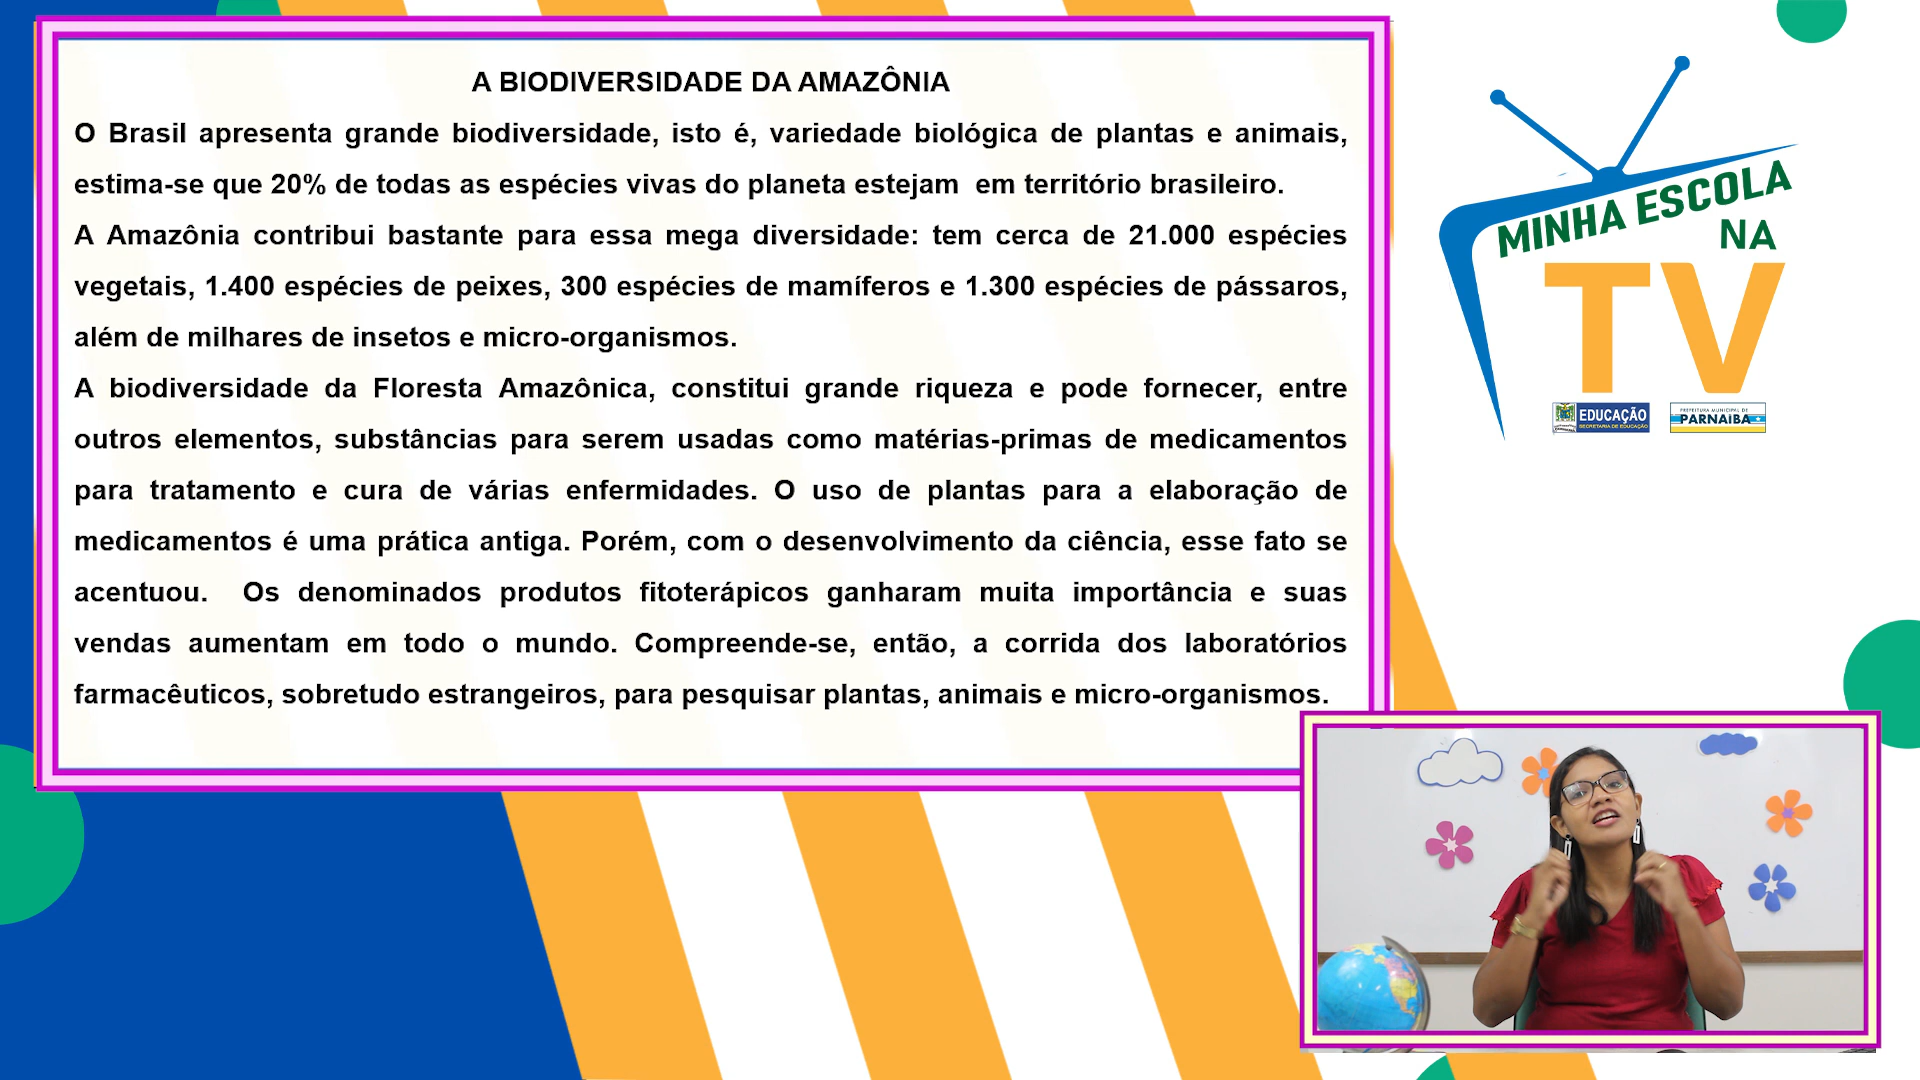 A BIODIVERSIDADE DA AMAZÔNIA
O Brasil apresenta grande biodiversidade, isto é, variedade biológica de plantas e animais,
estima-se que 20% de todas as espécies vivas do planeta estejam em território brasileiro.
A Amazônia contribui bastante para essa mega diversidade: tem cerca de 21.000 espécies
vegetais, 1.400 espécies de peixes, 300 espécies de mamíferos e 1.300 espécies de pássaros,
além de milhares de insetos e micro-organismos.
A biodiversidade da Floresta Amazônica, constitui grande riqueza e pode fornecer, entre
outros elementos, substâncias para serem usadas como matérias-primas de medicamentos
para tratamento e cura de várias enfermidades. O uso de plantas para a elaboração de
medicamentos é uma prática antiga. Porém, com o desenvolvimento da ciência, esse fato se
acentuou. Os denominados produtos fitoterápicos ganharam muita importância e suas
vendas aumentam em todo o mundo. Compreende-se, então, a corrida dos laboratórios
farmacêuticos, sobretudo estrangeiros, para pesquisar plantas, animais e micro-organismos.
MINHA ESCOLA
NA
TV
EDUCAÇÃO
SECRETARIA DE EDUCAÇÃO
PREFEITURA MUNICIPAL DE
PARNAÍBA